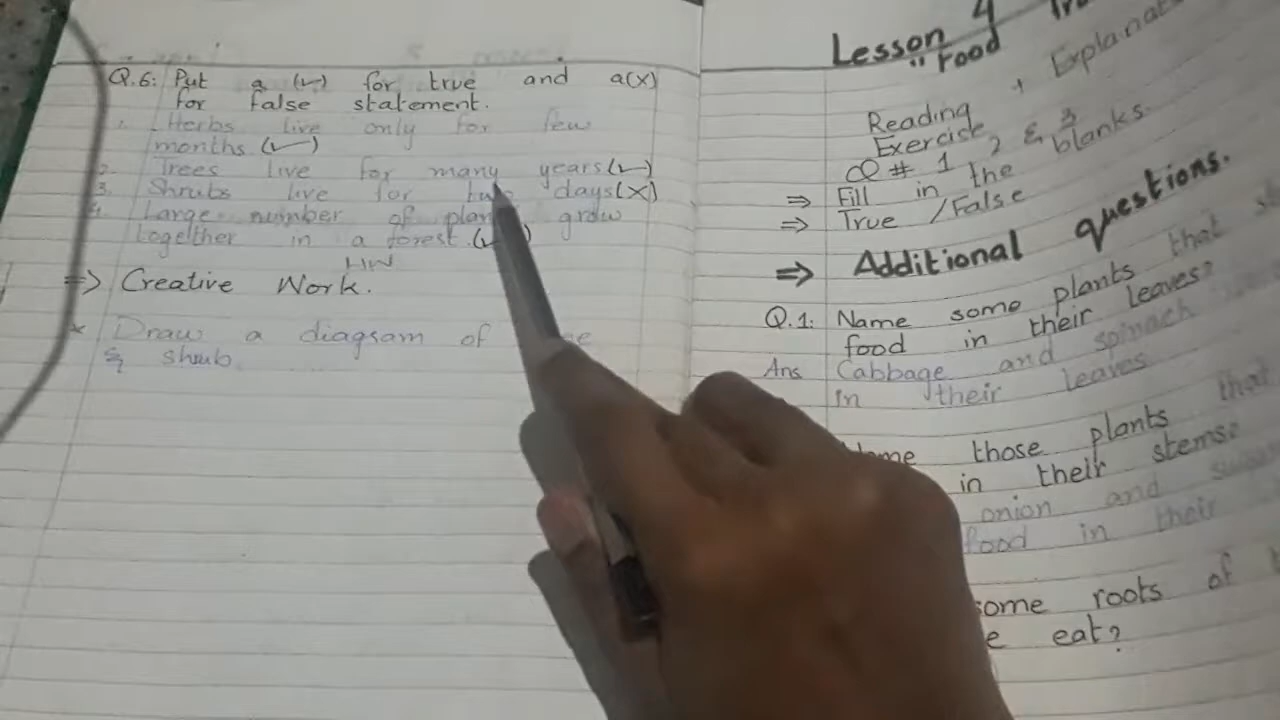 Q.6: Put a (✓) for true and a(x)
for false statement.
1. Herbs live only for few
months (✓)
2. Trees live for many years(✓)
3. Shrubs live for days(x)
4. Large number of grow
together in a forest.(✓)
HW
=> Creative Work.
* Draw a diagram of
& shrub.
Lesson 4
"Food
Reading + Explanat
Exercise
Q # 1, 2 & 3
=> Fill in the blanks.
=> True / False
=> Additional questions.
Q.1: Name some plants that
food in their leaves?
Ans Cabbage and spinach
in their leaves
those plants that
in their stems?
onion and
food in their
some roots of
eat?